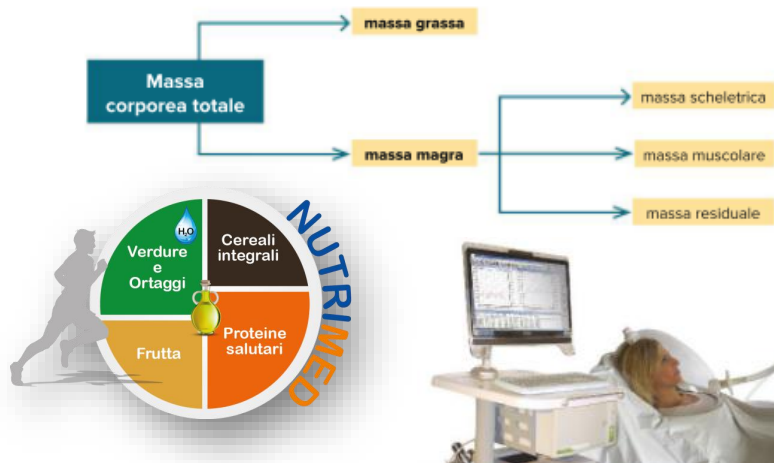 massa grassa
Massa
corporea totale
massa scheletrica
massa magra
massa muscolare
massa residuale
H₂O
Verdure
e
Ortaggi
Cereali
integrali
Frutta
Proteine
salutari
NUTRIMED